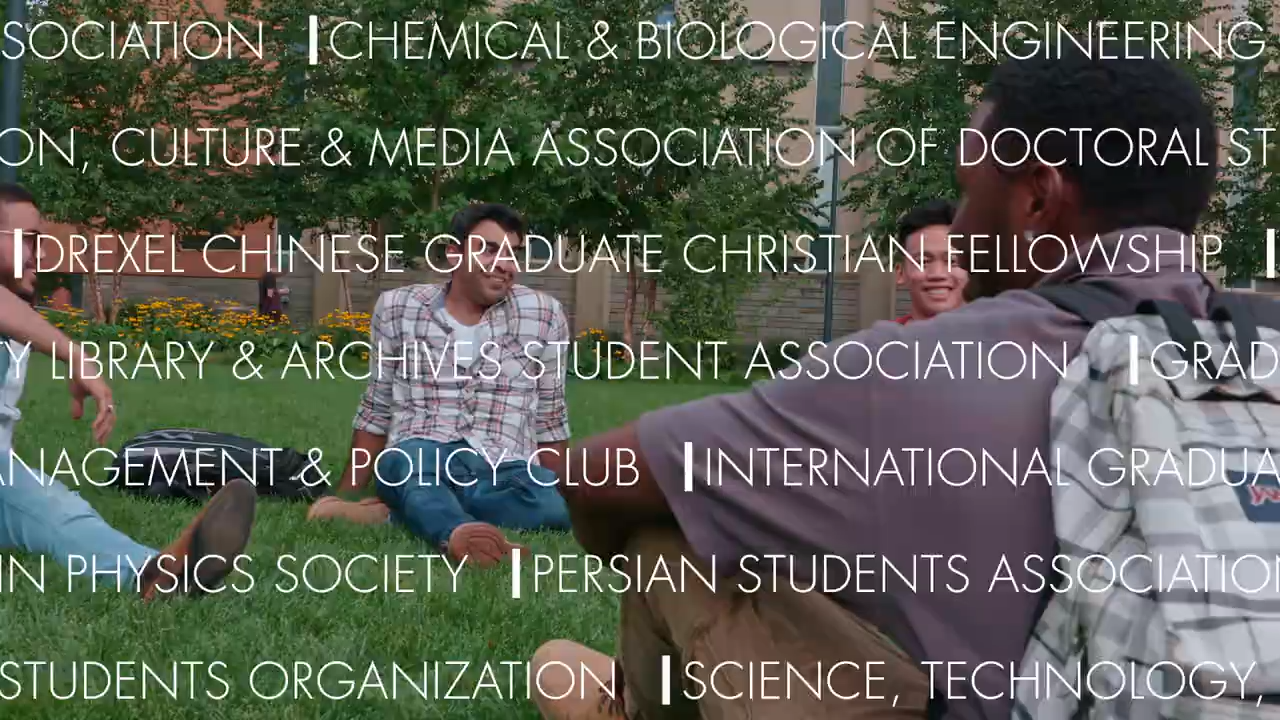 SOCIATION | CHEMICAL & BIOLOGICAL ENGINEERING
ON, CULTURE & MEDIA ASSOCIATION OF DOCTORAL ST
| DREXEL CHINESE GRADUATE CHRISTIAN FELLOWSHIP |
Y LIBRARY & ARCHIVES STUDENT ASSOCIATION | GRAD
ANAGEMENT & POLICY CLUB | INTERNATIONAL GRADUA
IN PHYSICS SOCIETY | PERSIAN STUDENTS ASSOCIATION
STUDENTS ORGANIZATION | SCIENCE, TECHNOLOGY,